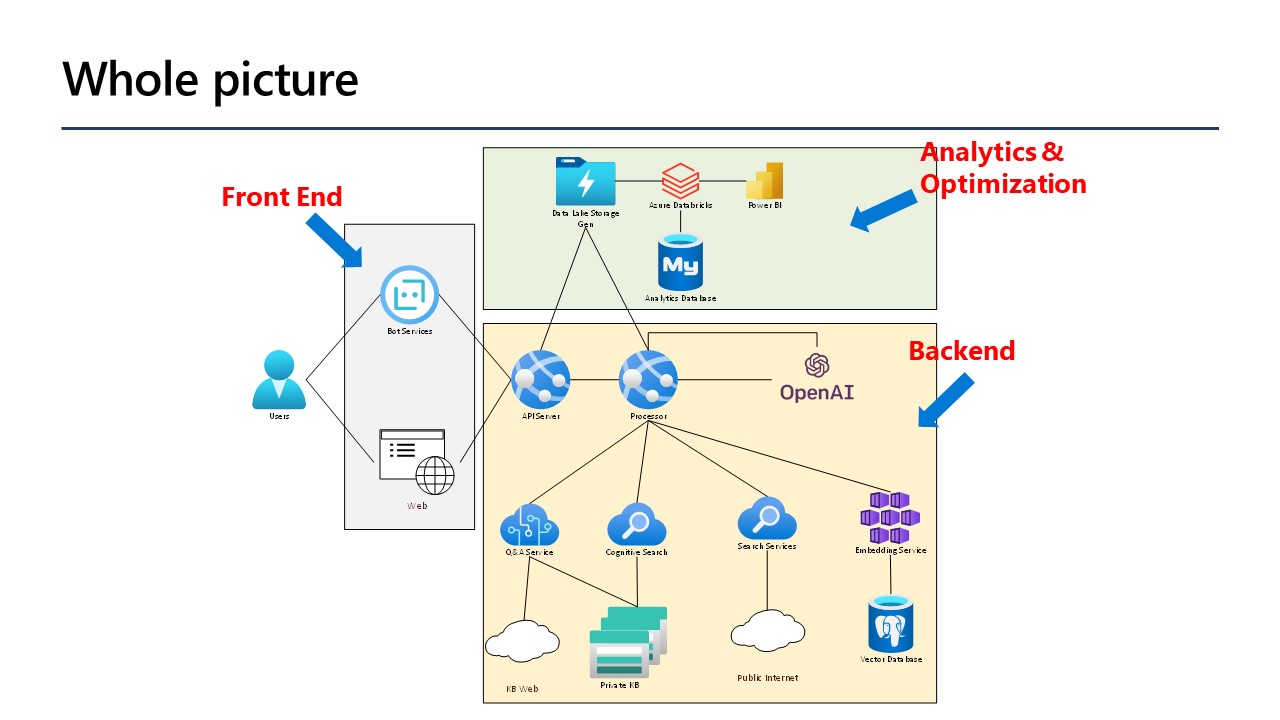 Whole picture
Analytics &
Optimization
Front End
Data Lake Storage
Gen
Azure Databricks
Power BI
My
Analytics Database
Bot Services
Backend
OpenAI
Users
API Server
Processor
Web
Q&A Service
Cognitive Search
Search Services
Embedding Service
KB Web
Private KB
Public Internet
Vector Database